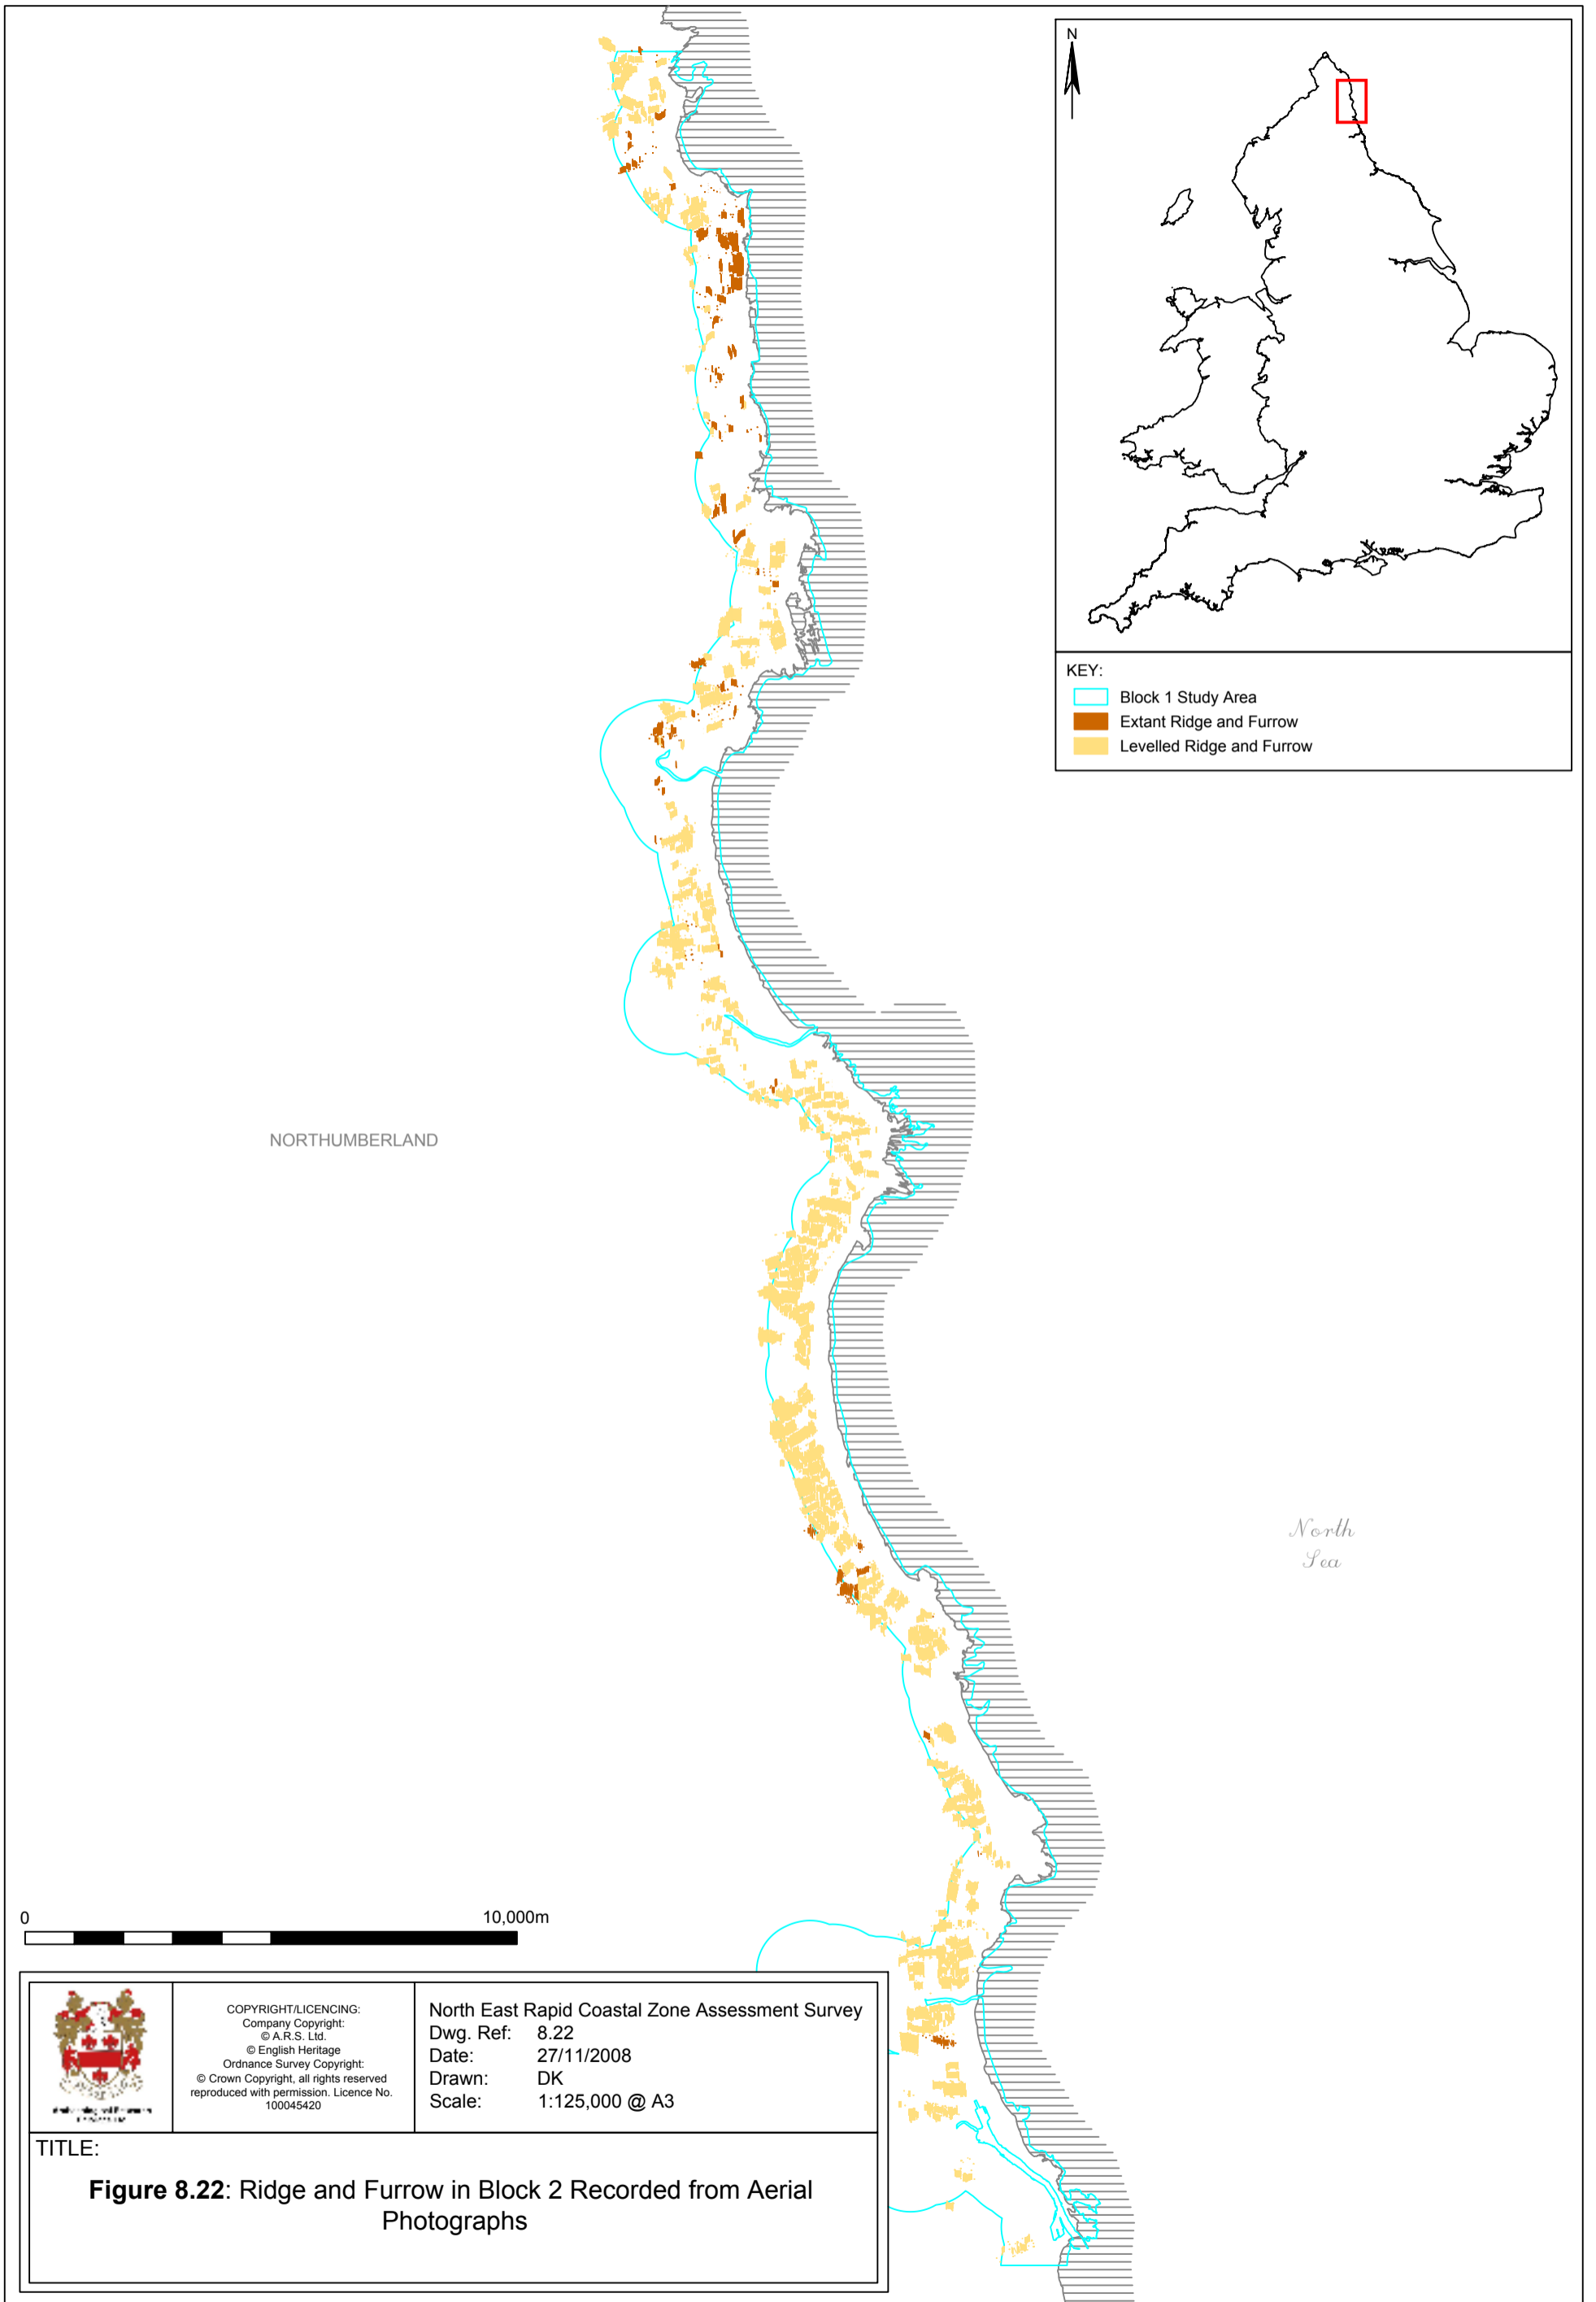 N
KEY:
Block 1 Study Area
Extant Ridge and Furrow
Levelled Ridge and Furrow
NORTHUMBERLAND
North
Sea
0 10,000m
COPYRIGHT/LICENCING:
Company Copyright:
© A.R.S. Ltd.
© English Heritage
Ordnance Survey Copyright:
© Crown Copyright, all rights reserved
reproduced with permission. Licence No.
100045420
North East Rapid Coastal Zone Assessment Survey
Dwg. Ref: 8.22
Date: 27/11/2008
Drawn: DK
Scale: 1:125,000 @ A3
TITLE:
Figure 8.22: Ridge and Furrow in Block 2 Recorded from Aerial
Photographs